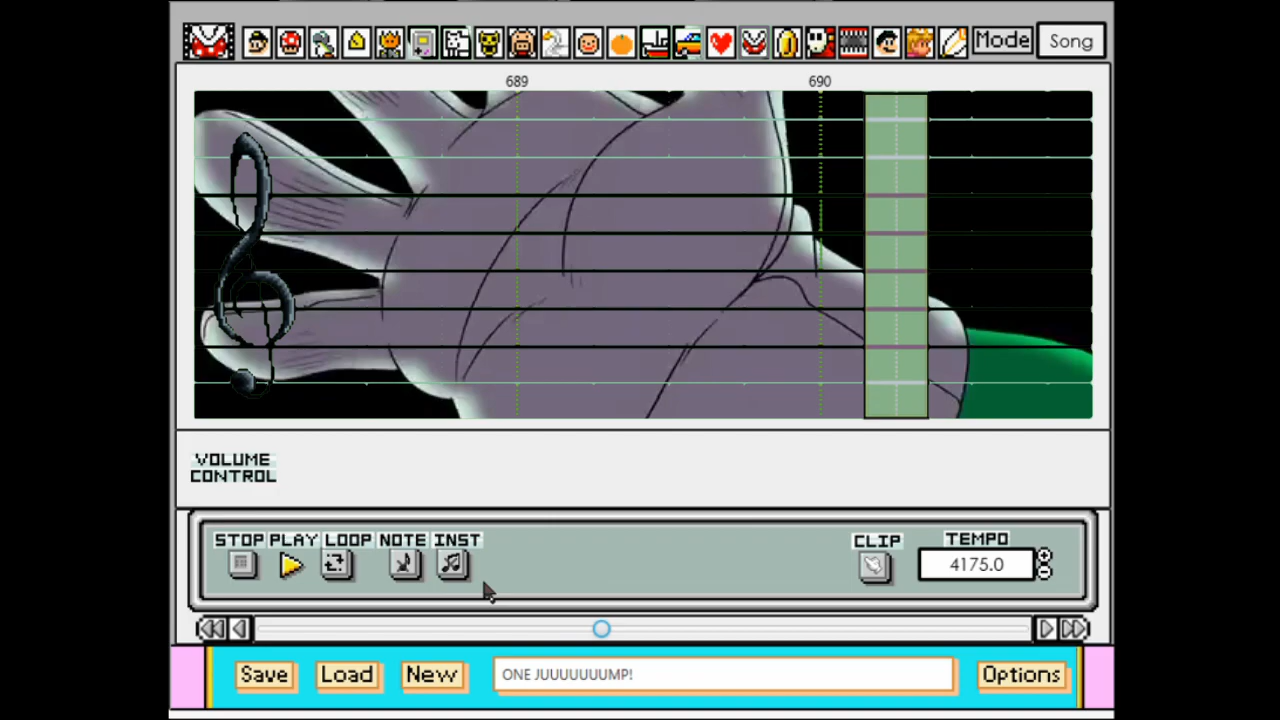 Mode Song
689 690
VOLUME
CONTROL
STOP PLAY LOOP NOTE INST CLIP TEMPO
4175.0
Save Load New ONE JUUUUUUUMP! Options